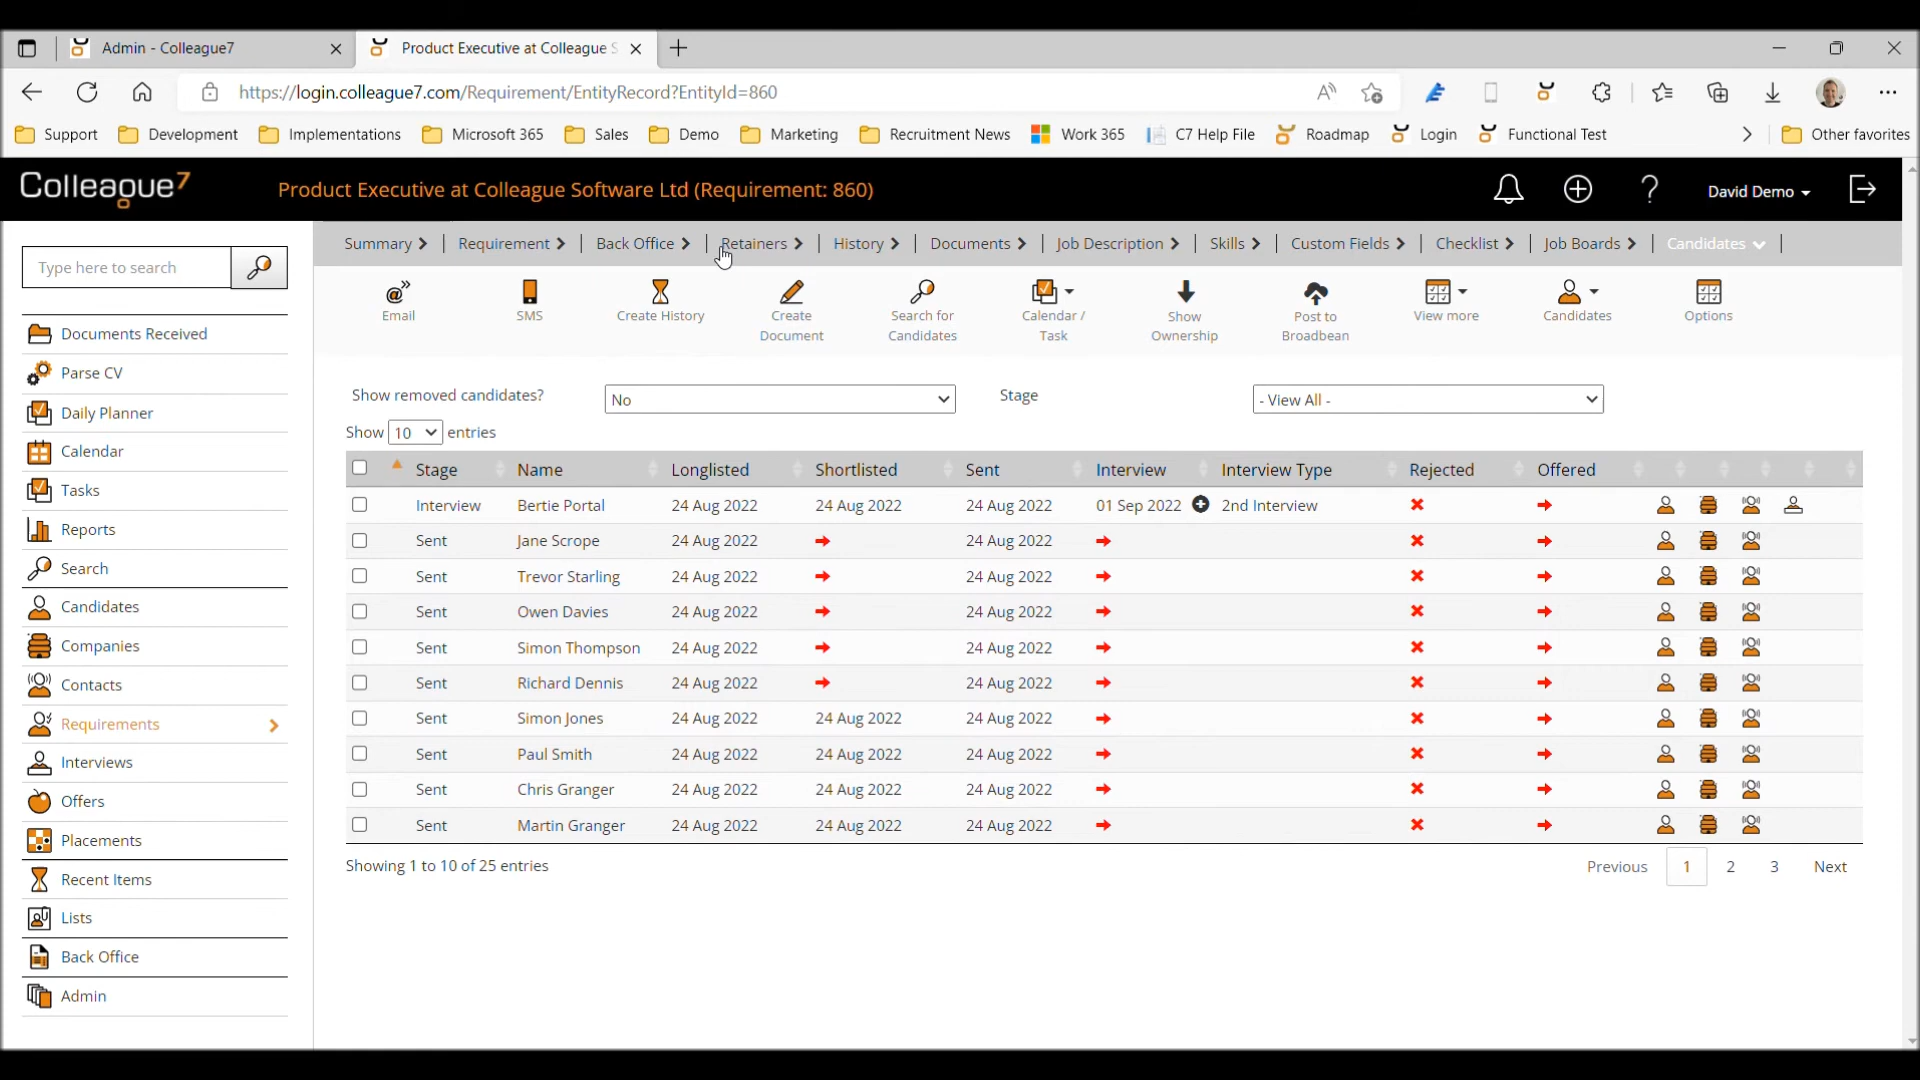 Admin - Colleague7
Product Executive at Colleague S
https://login.colleague7.com/Requirement/EntityRecord?EntityId=860
Support Development Implementations Microsoft 365 Sales Demo Marketing Recruitment News Work 365 C7 Help File Roadmap Login Functional Test Other favorites
Colleague7 Product Executive at Colleague Software Ltd (Requirement: 860) David Demo
Type here to search
Documents Received
Parse CV
Daily Planner
Calendar
Tasks
Reports
Search
Candidates
Companies
Contacts
Requirements
Interviews
Offers
Placements
Recent Items
Lists
Back Office
Admin
Summary Requirement Back Office Retainers History Documents Job Description Skills Custom Fields Checklist Job Boards Candidates
Email
SMS
Create History
Create
Document
Search for
Candidates
Calendar /
Task
Show
Ownership
Post to
Broadbean
View more
Candidates
Options
Show removed candidates? No Stage - View All -
Show 10 entries
Stage Name Longlisted Shortlisted Sent Interview Interview Type Rejected Offered
Interview Bertie Portal 24 Aug 2022 24 Aug 2022 24 Aug 2022 01 Sep 2022 2nd Interview
Sent Jane Scrope 24 Aug 2022 24 Aug 2022
Sent Trevor Starling 24 Aug 2022 24 Aug 2022
Sent Owen Davies 24 Aug 2022 24 Aug 2022
Sent Simon Thompson 24 Aug 2022 24 Aug 2022
Sent Richard Dennis 24 Aug 2022 24 Aug 2022
Sent Simon Jones 24 Aug 2022 24 Aug 2022 24 Aug 2022
Sent Paul Smith 24 Aug 2022 24 Aug 2022 24 Aug 2022
Sent Chris Granger 24 Aug 2022 24 Aug 2022 24 Aug 2022
Sent Martin Granger 24 Aug 2022 24 Aug 2022 24 Aug 2022
Showing 1 to 10 of 25 entries Previous 1 2 3 Next